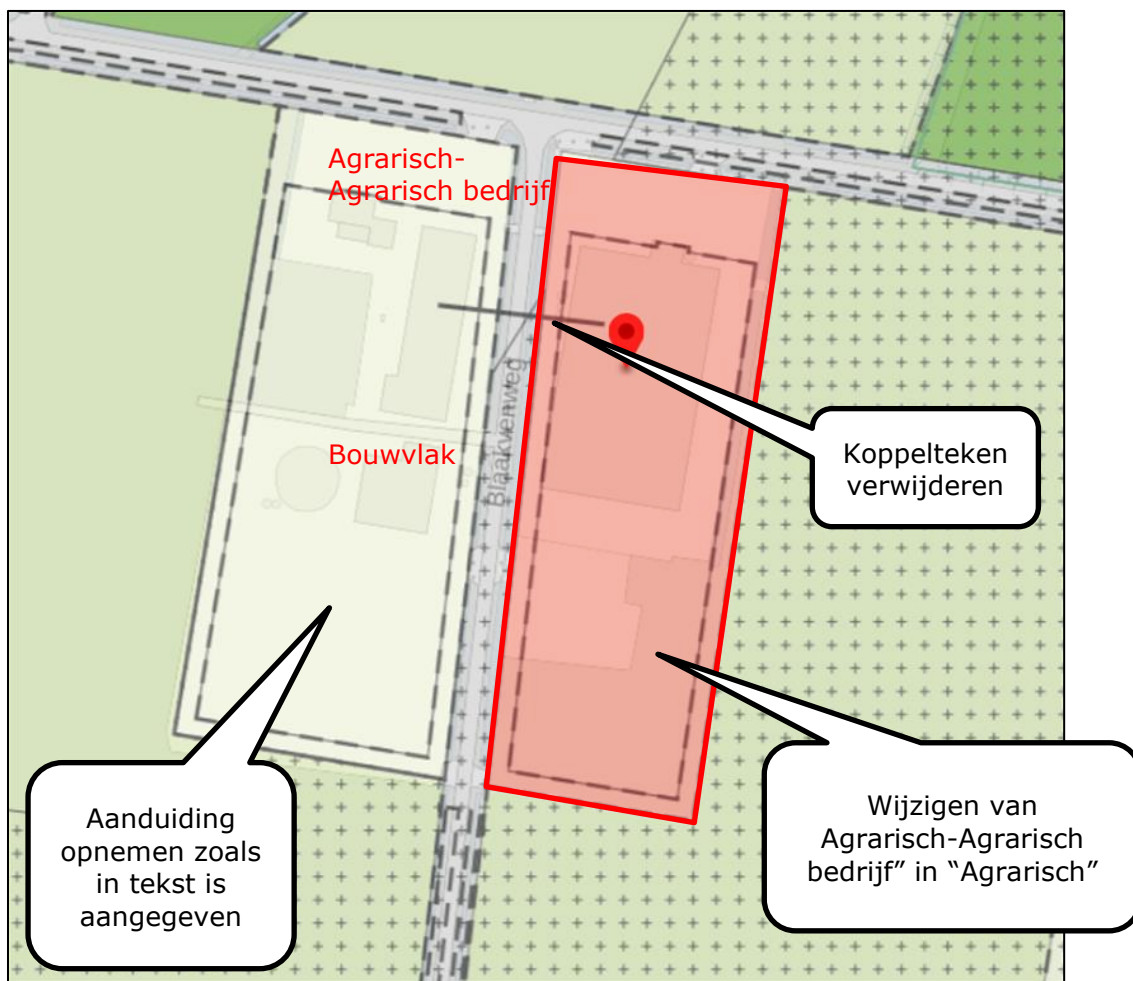 Agrarisch-
Agrarisch bedrijf
Bouwvlak
Blaakvenweg
Koppelteken
verwijderen
Aanduiding
opnemen zoals
in tekst is
aangegeven
Wijzigen van
Agrarisch-Agrarisch
bedrijf” in “Agrarisch”